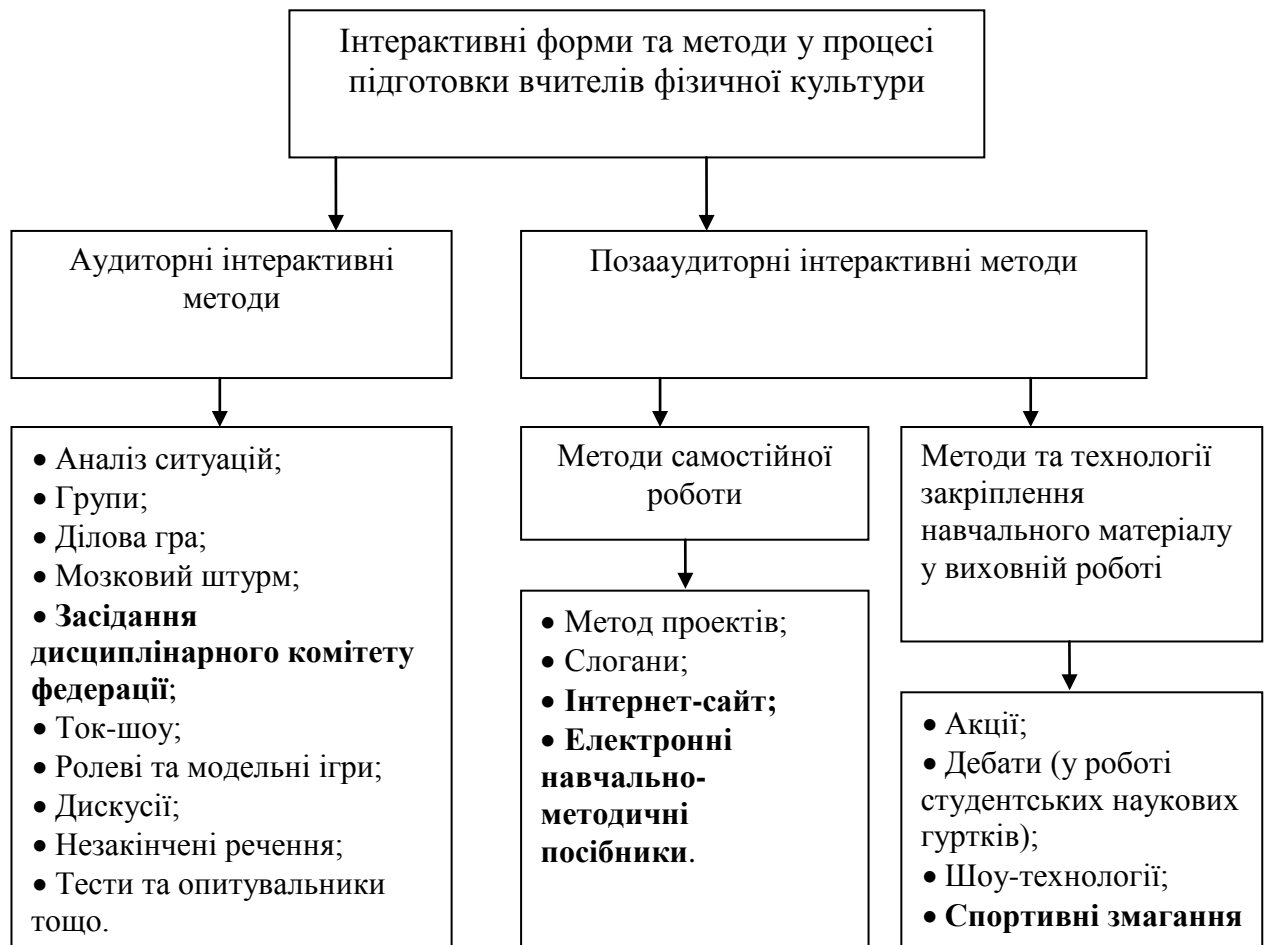 Інтерактивні форми та методи у процесі
підготовки вчителів фізичної культури
Аудиторні інтерактивні
методи
Позааудиторні інтерактивні методи
• Аналіз ситуацій;
• Групи;
• Ділова гра;
• Мозковий штурм;
• Засідання
дисциплінарного комітету
федерації;
• Ток-шоу;
• Ролеві та модельні ігри;
• Дискусії;
• Незакінчені речення;
• Тести та опитувальники
тощо.
Методи самостійної
роботи
• Метод проектів;
• Слогани;
• Інтернет-сайт;
• Електронні
навчально-
методичні
посібники.
Методи та технології
закріплення
навчального матеріалу
у виховній роботі
• Акції;
• Дебати (у роботі
студентських наукових
гуртків);
• Шоу-технології;
• Спортивні змагання